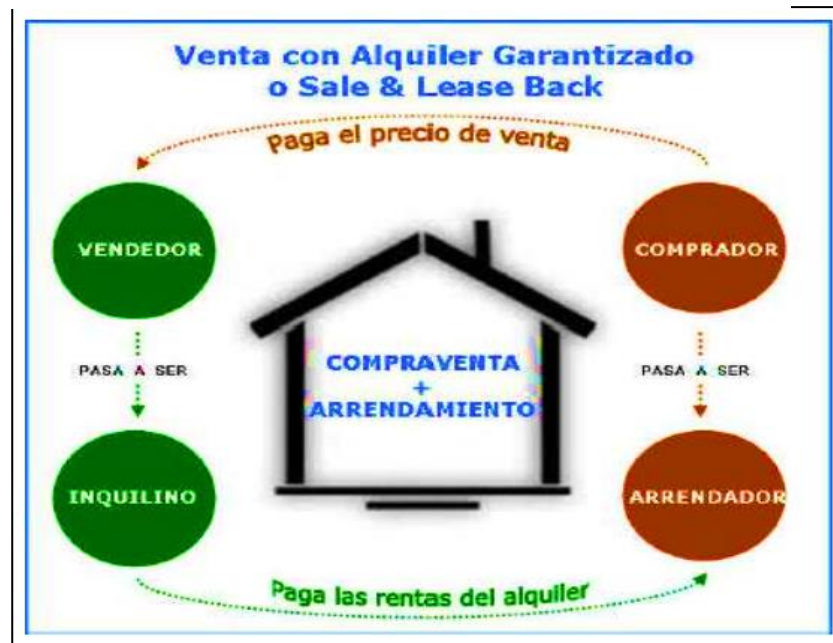 Venta con Alquiler Garantizado
o Sale & Lease Back
Paga el precio de venta
VENDEDOR
COMPRADOR
PASA A SER
PASA A SER
COMPRAVENTA
+
ARRENDAMIENTO
INQUILINO
ARRENDADOR
Paga las rentas del alquiler